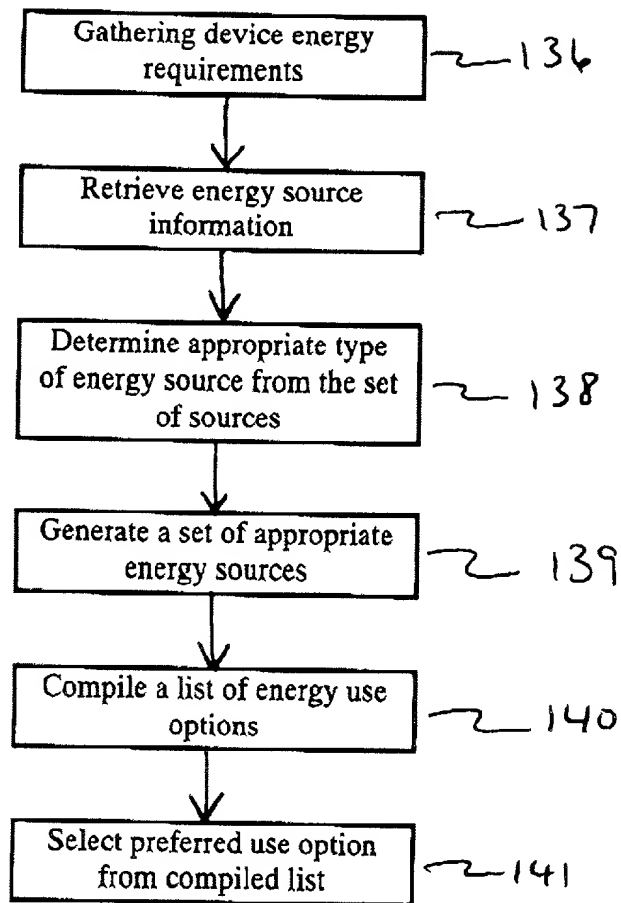 Gathering device energy
requirements
136
Retrieve energy source
information
137
Determine appropriate type
of energy source from the set
of sources
138
Generate a set of appropriate
energy sources
139
Compile a list of energy use
options
140
Select preferred use option
from compiled list
141